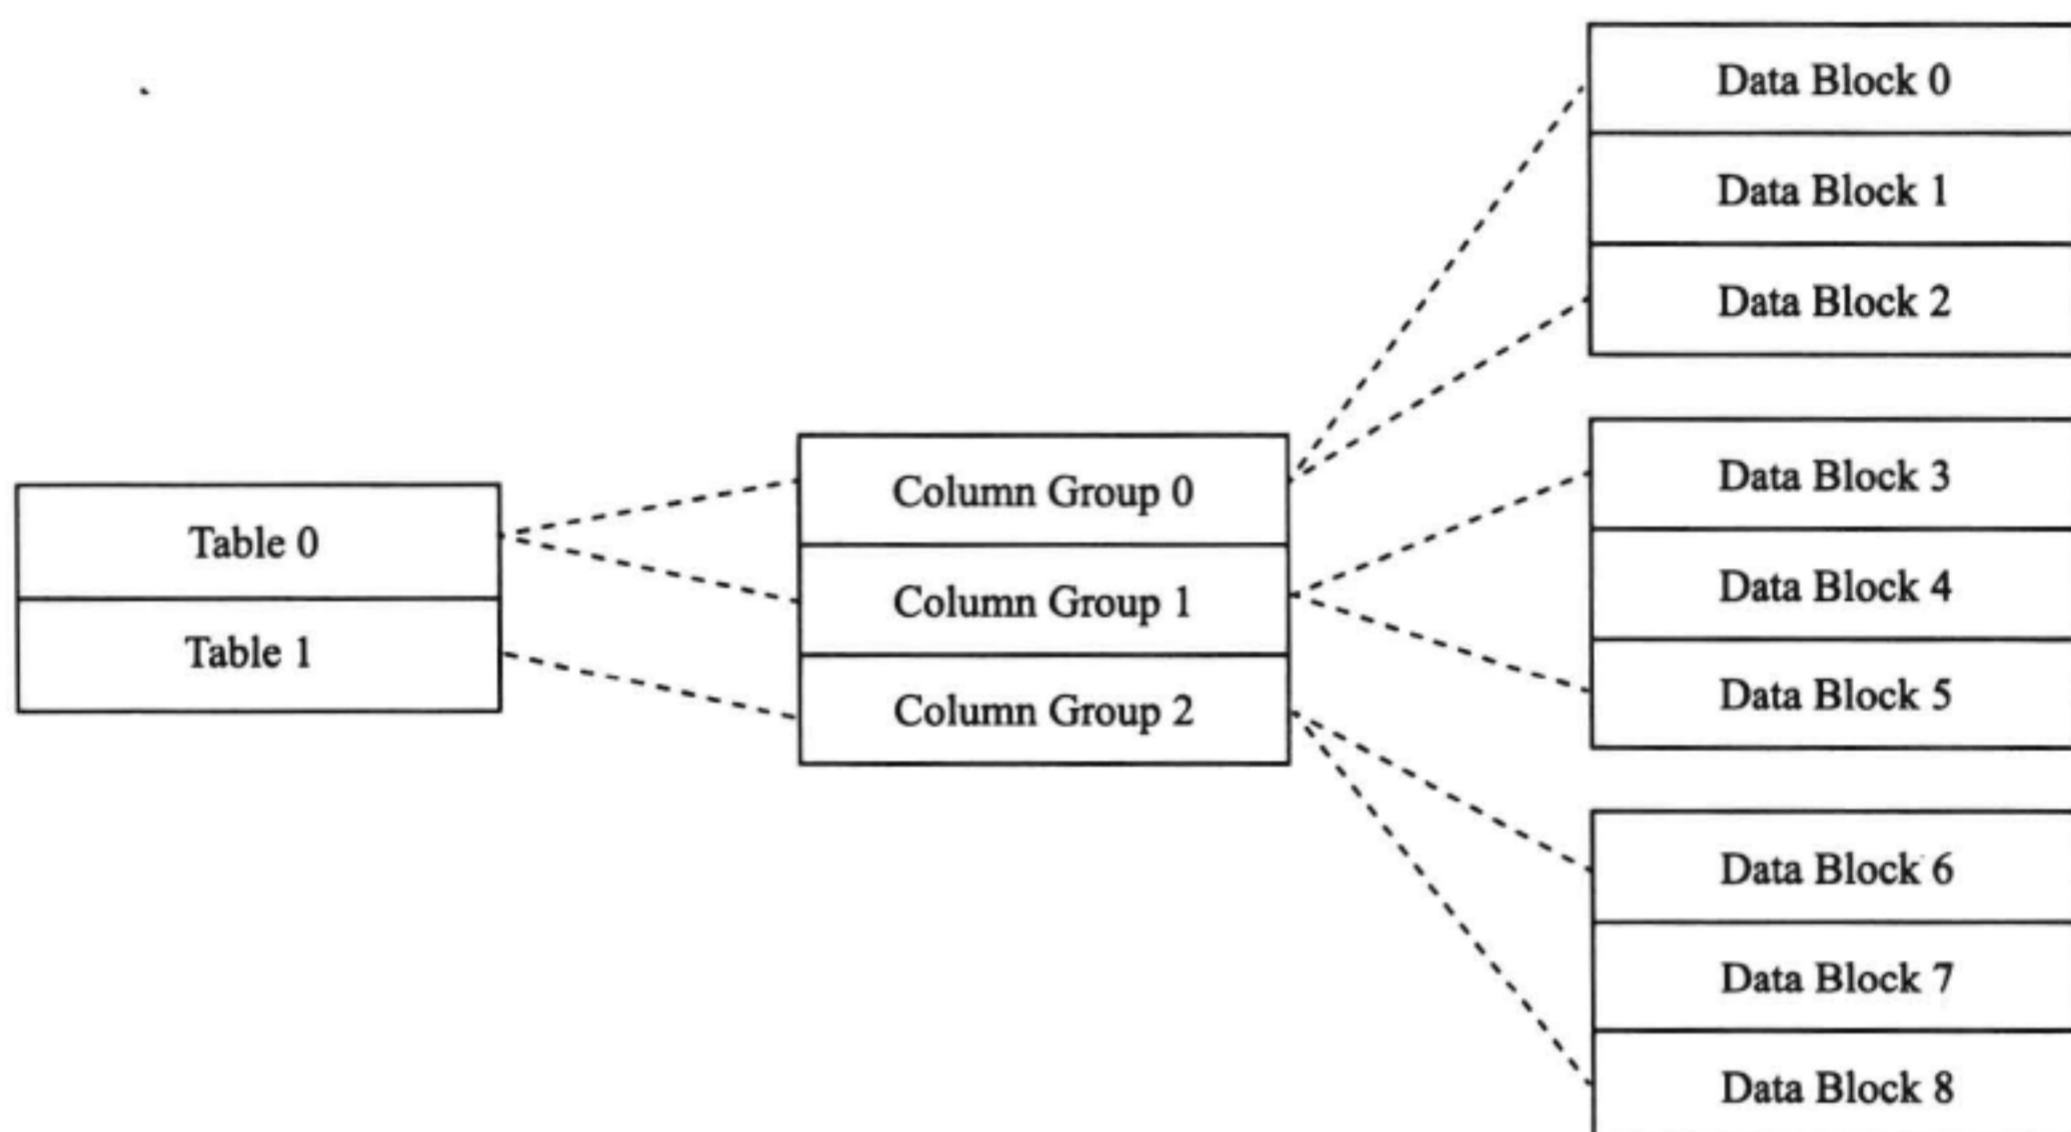 Table 0
Table 1
Column Group 0
Column Group 1
Column Group 2
Data Block 0
Data Block 1
Data Block 2
Data Block 3
Data Block 4
Data Block 5
Data Block 6
Data Block 7
Data Block 8